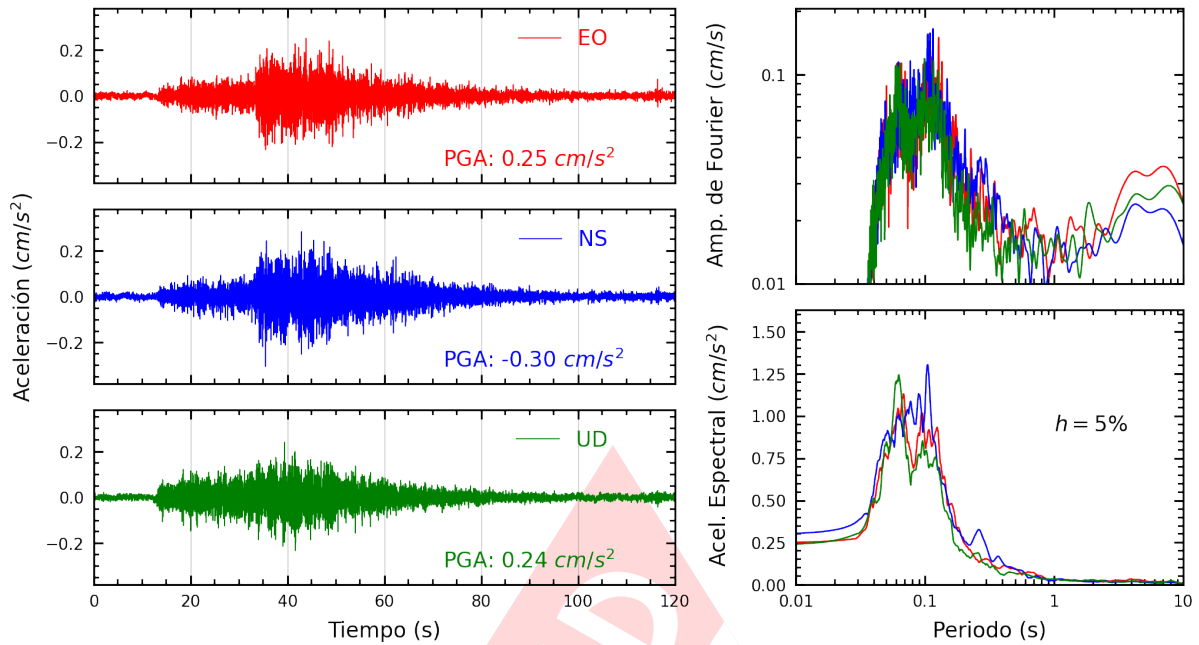 Aceleración (cm/s²)
0.2
0.0
−0.2
EO
PGA: 0.25 cm/s²
0.2
0.0
−0.2
NS
PGA: -0.30 cm/s²
0.2
0.0
−0.2
UD
PGA: 0.24 cm/s²
0 20 40 60 80 100 120
Tiempo (s)
Amp. de Fourier (cm/s)
0.1
0.01
Acel. Espectral (cm/s²)
1.50
1.25
1.00
0.75
0.50
0.25
0.00
h = 5%
0.01 0.1 1 10
Periodo (s)